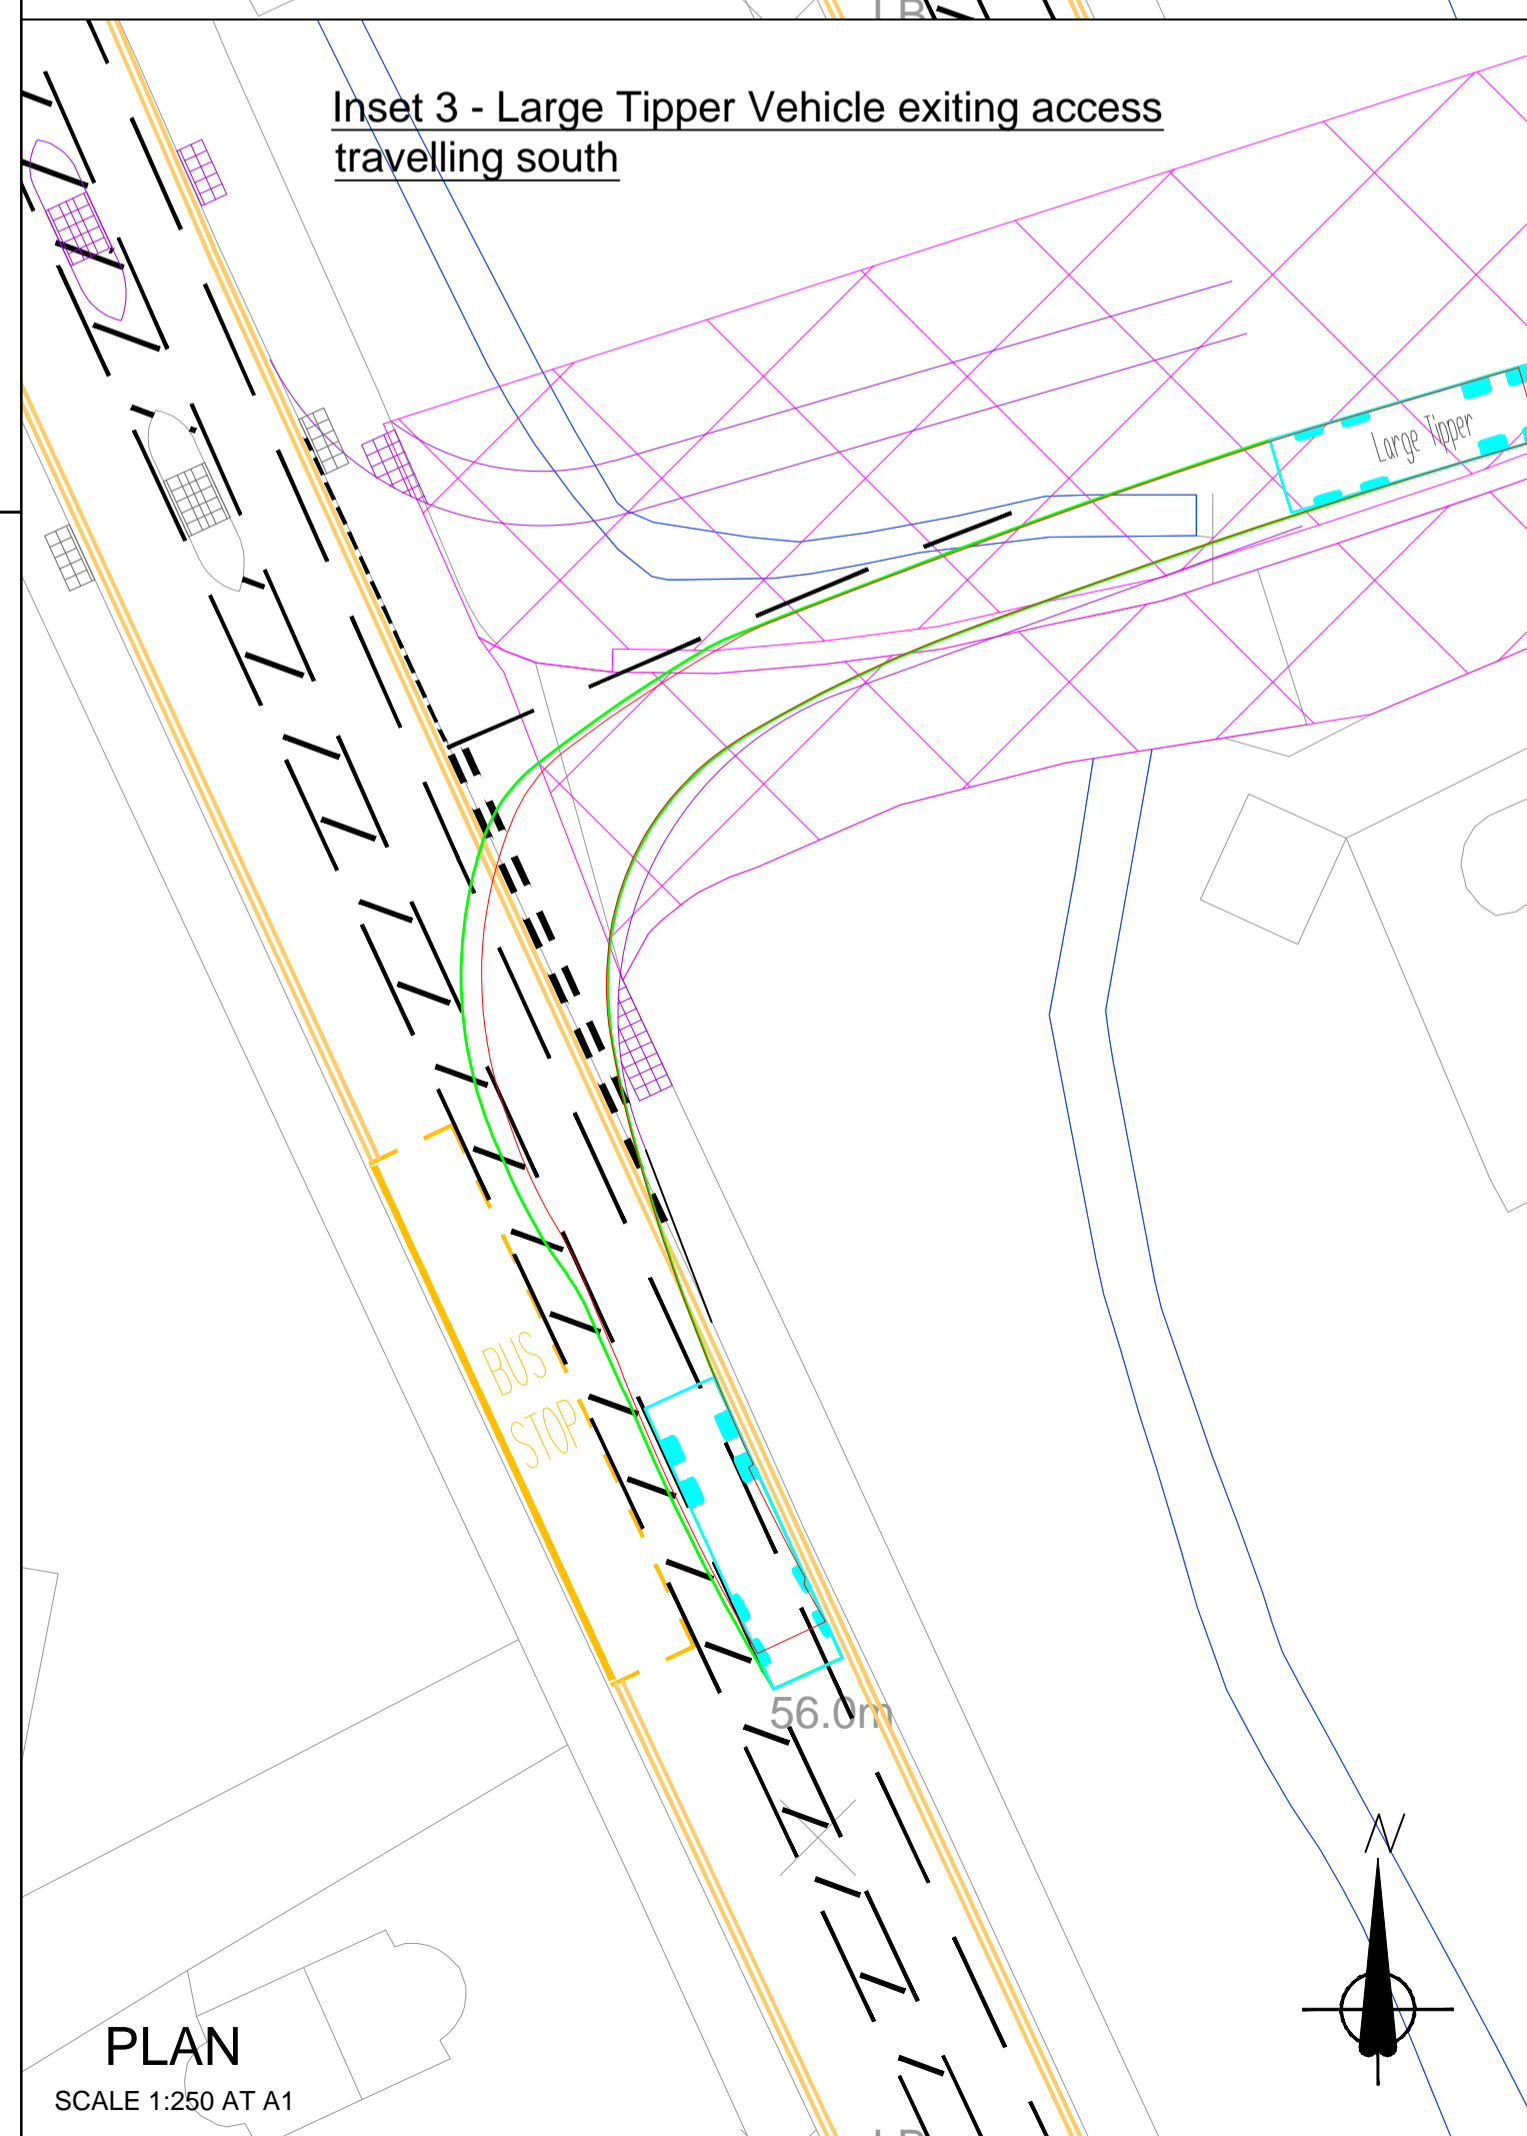 Inset 3 - Large Tipper Vehicle exiting access
travelling south
Large Tipper
BUS
STOP
56.0m
N
PLAN
SCALE 1:250 AT A1